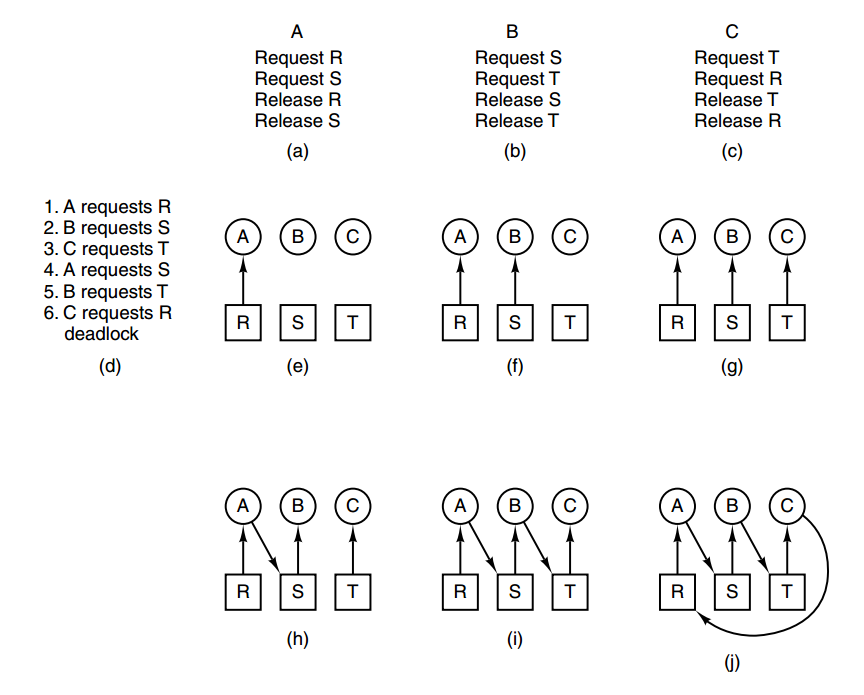 A B C
Request R Request S Request T
Request S Request T Request R
Release R Release S Release T
Release S Release T Release R
(a) (b) (c)
1. A requests R
2. B requests S
3. C requests T
4. A requests S
5. B requests T
6. C requests R
deadlock
(d)
A B C
R S T
(e)
A B C
R S T
(f)
A B C
R S T
(g)
A B C
R S T
(h)
A B C
R S T
(i)
A B C
R S T
(j)